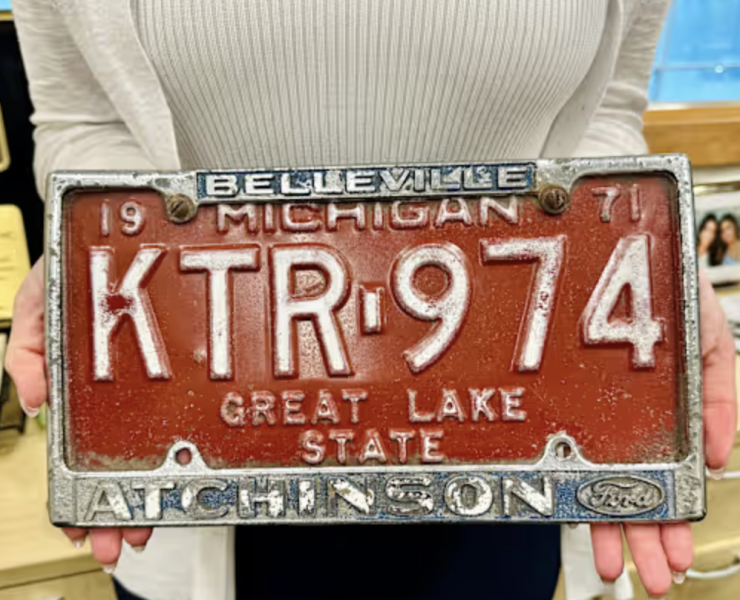 BELLEVILLE
19 MICHIGAN 71
KTR-974
GREAT LAKE
STATE
ATCHINSON Ford